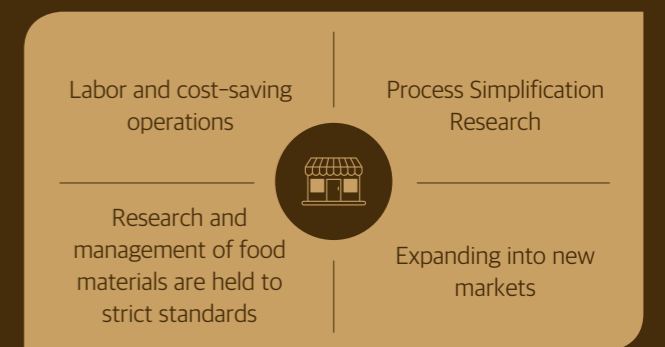 Labor and cost-saving
operations
Process Simplification
Research
Research and
management of food
materials are held to
strict standards
Expanding into new
markets